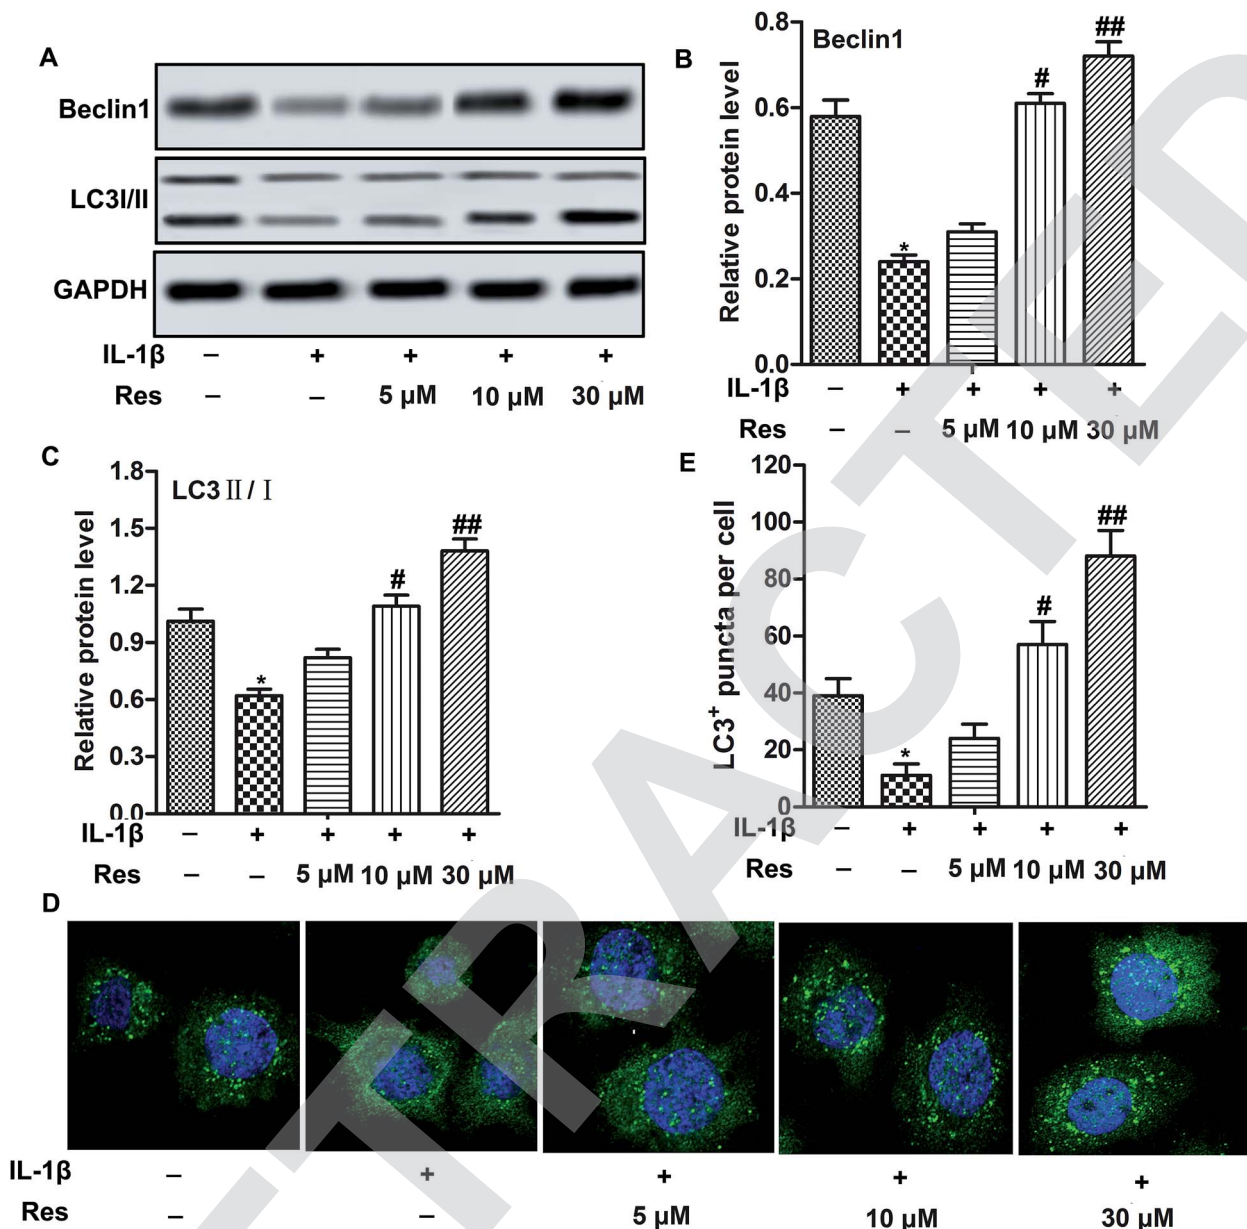 A
Beclin1
LC3I/II
GAPDH
IL-1β – + + + +
Res – – 5 μM 10 μM 30 μM
B
Beclin1
Relative protein level
0.8
0.6
0.4
0.2
0.0
* # ##
IL-1β – + + + +
Res – – 5 μM 10 μM 30 μM
C
LC3 Ⅱ / Ⅰ
Relative protein level
1.8
1.5
1.2
0.9
0.6
0.3
0.0
* # ##
IL-1β – + + + +
Res – – 5 μM 10 μM 30 μM
E
LC3+ puncta per cell
120
100
80
60
40
20
0
* # ##
IL-1β – + + + +
Res – – 5 μM 10 μM 30 μM
D
IL-1β – + + + +
Res – – 5 μM 10 μM 30 μM
TRACTED